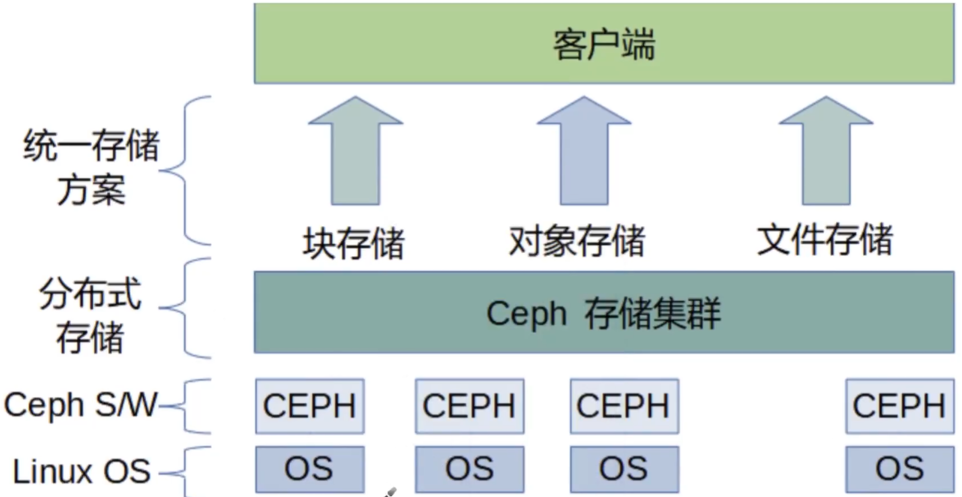 客户端
统一存储
方案
块存储 对象存储 文件存储
分布式
存储
Ceph 存储集群
Ceph S/W CEPH CEPH CEPH CEPH
Linux OS OS OS OS OS